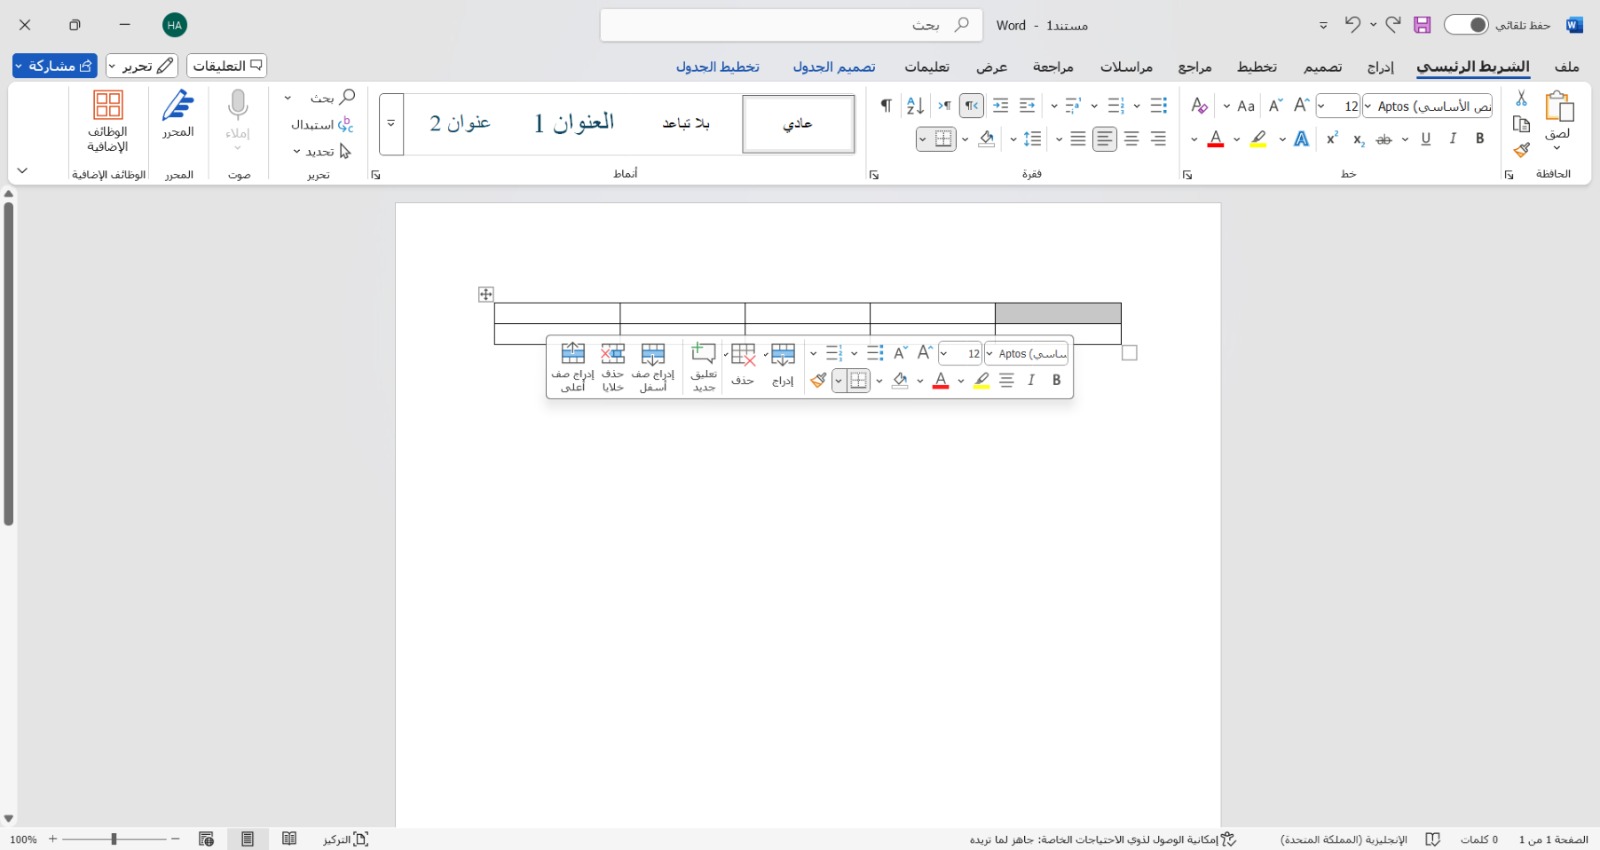 حفظ تلقائي
مستند1 - Word
بحث
HA
ملف
الشريط الرئيسي
إدراج
تصميم
تخطيط
مراجع
مراسلات
مراجعة
عرض
تعليمات
تصميم الجدول
تخطيط الجدول
التعليقات
تحرير
مشاركة
لصق
الحافظة
نص الأساسي) Aptos
12
Aa
B I U ab x₂ x² A A
خط
فقرة
عادي
بلا تباعد
العنوان 1
عنوان 2
أنماط
بحث
استبدال
تحديد
تحرير
إملاء
صوت
المحرر
المحرر
الوظائف الإضافية
الوظائف الإضافية
Aptos
12
B I
إدراج
حذف
تعليق جديد
إدراج صف أسفل
حذف خلايا
إدراج صف أعلى
الصفحة 1 من 1
0 كلمات
الإنجليزية (المملكة المتحدة)
إمكانية الوصول لذوي الاحتياجات الخاصة: جاهز لما تريده
التركيز
100%